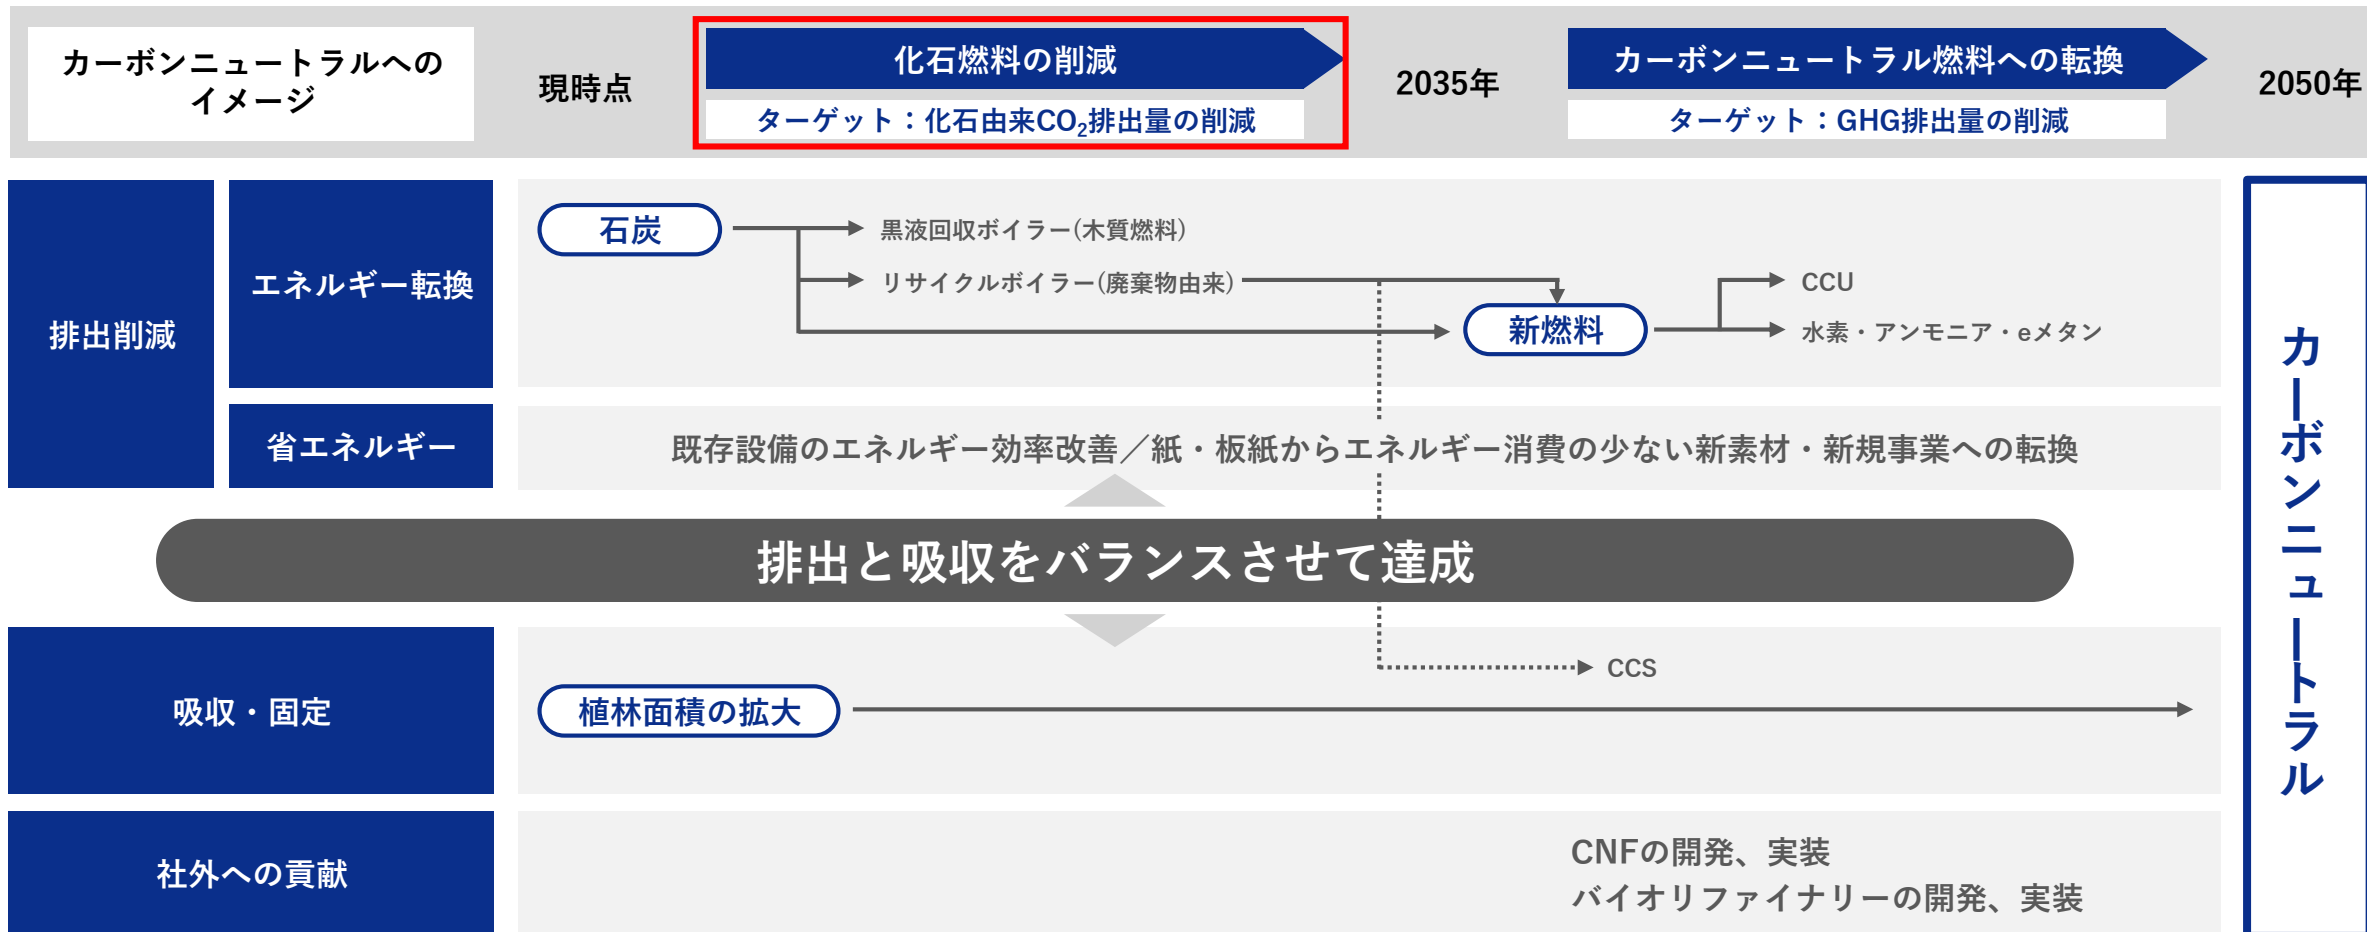 カーボンニュートラルへの
イメージ
現時点
化石燃料の削減
ターゲット：化石由来CO₂排出量の削減
2035年
カーボンニュートラル燃料への転換
ターゲット：GHG排出量の削減
2050年
排出削減
エネルギー転換
石炭
黒液回収ボイラー(木質燃料)
リサイクルボイラー(廃棄物由来)
新燃料
CCU
水素・アンモニア・eメタン
省エネルギー
既存設備のエネルギー効率改善／紙・板紙からエネルギー消費の少ない新素材・新規事業への転換
排出と吸収をバランスさせて達成
吸収・固定
CCS
植林面積の拡大
社外への貢献
CNFの開発、実装
バイオリファイナリーの開発、実装
カーボンニュートラル